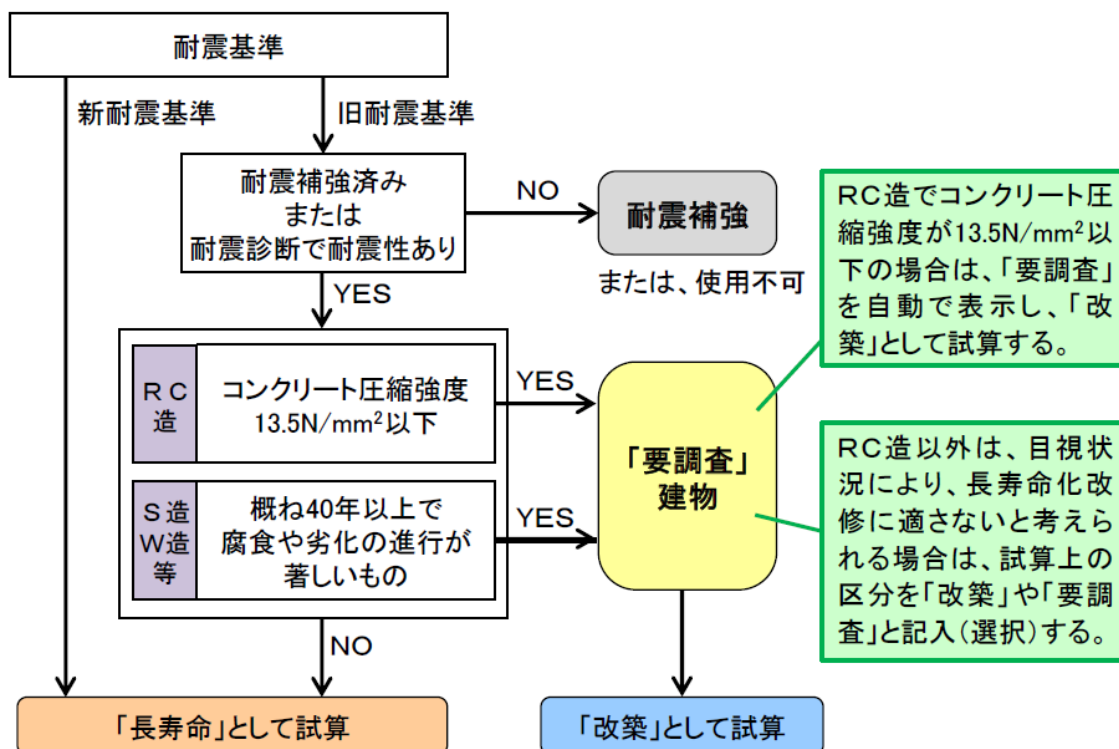 耐震基準
新耐震基準
旧耐震基準
耐震補強済み
または
耐震診断で耐震性あり
NO
耐震補強
または、使用不可
YES
RC
造
コンクリート圧縮強度
13.5N/mm²以下
YES
S造
W造
等
概ね40年以上で
腐食や劣化の進行が
著しいもの
YES
「要調査」
建物
NO
「長寿命」として試算
「改築」として試算
RC造でコンクリート圧
縮強度が13.5N/mm²以
下の場合は、「要調査」
を自動で表示し、「改
築」として試算する。
RC造以外は、目視状
況により、長寿命化改
修に適さないと考えら
れる場合は、試算上の
区分を「改築」や「要調
査」と記入(選択)する。